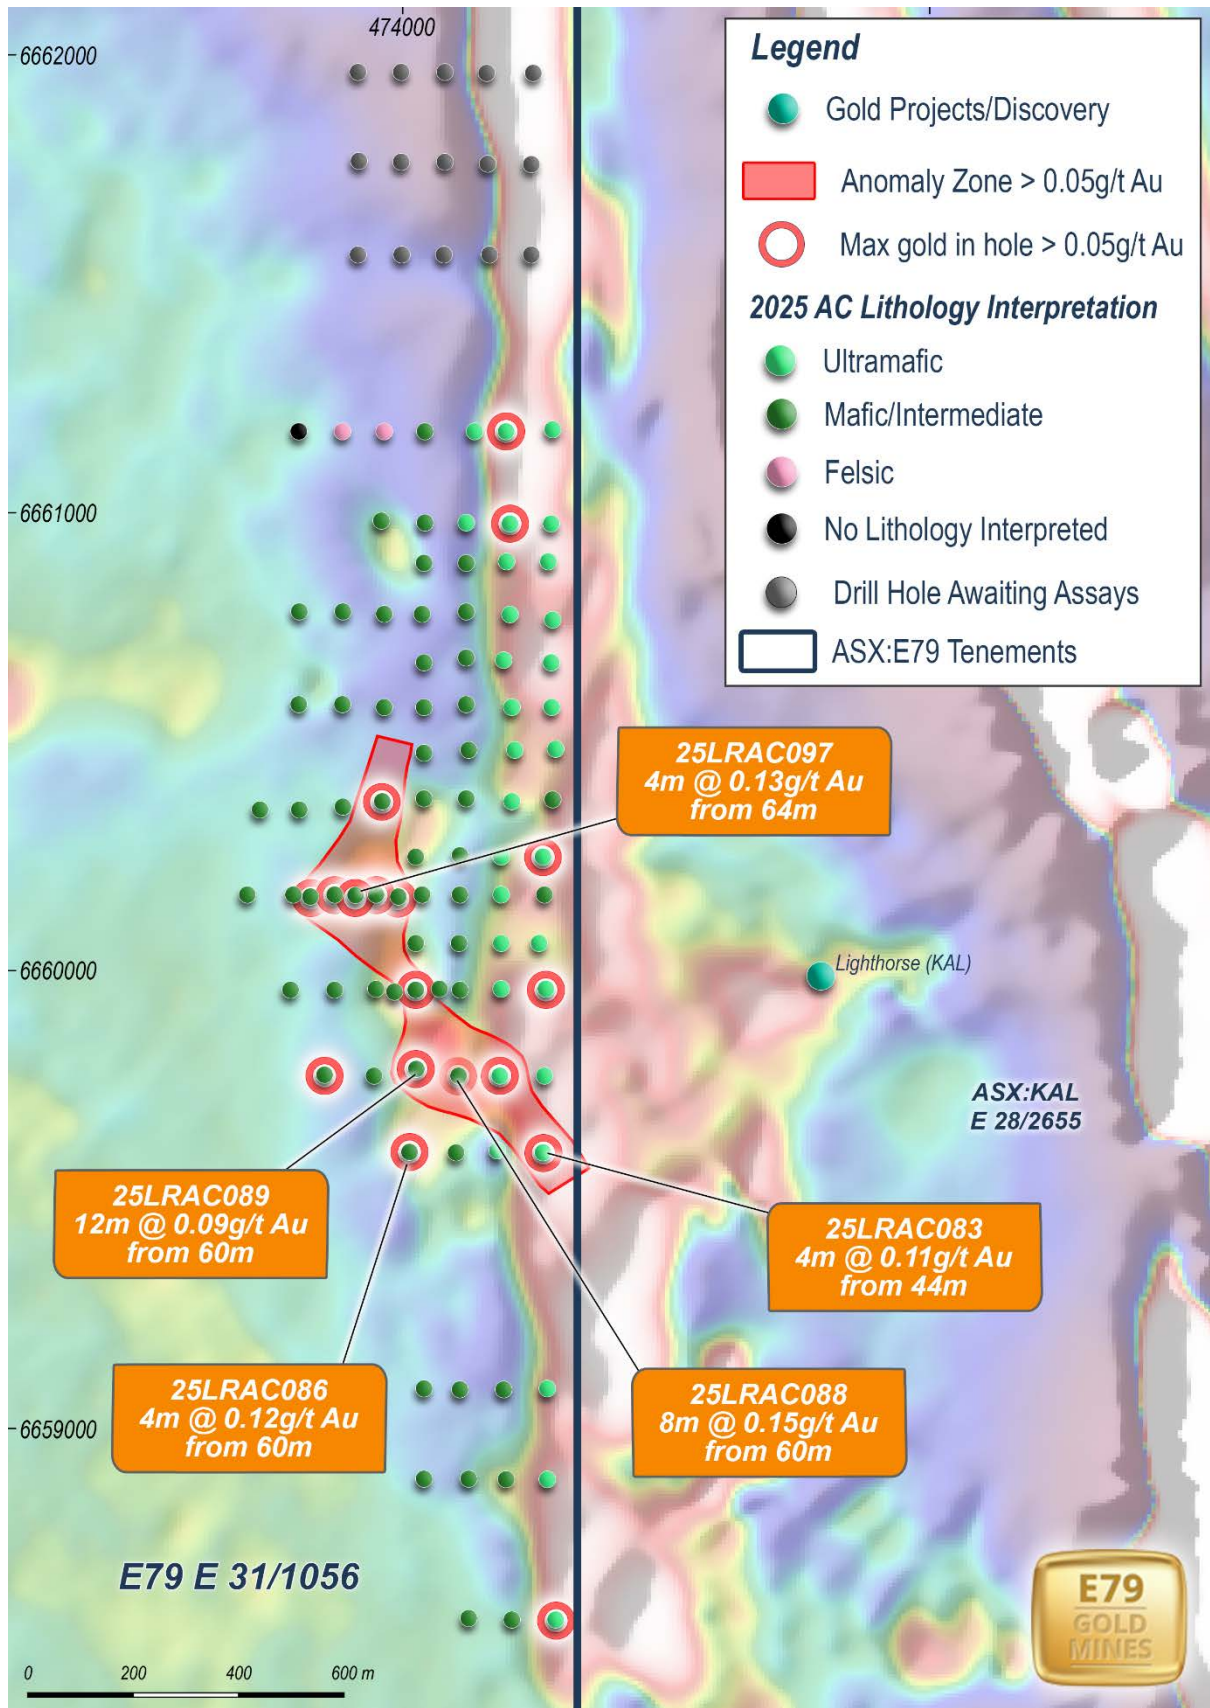 474000
6662000
Legend
Gold Projects/Discovery
Anomaly Zone > 0.05g/t Au
Max gold in hole > 0.05g/t Au
2025 AC Lithology Interpretation
Ultramafic
Mafic/Intermediate
Felsic
No Lithology Interpreted
Drill Hole Awaiting Assays
ASX:E79 Tenements
6661000
25LRAC097
4m @ 0.13g/t Au
from 64m
6660000
Lighthorse (KAL)
ASX:KAL
E 28/2655
25LRAC089
12m @ 0.09g/t Au
from 60m
25LRAC083
4m @ 0.11g/t Au
from 44m
25LRAC086
4m @ 0.12g/t Au
from 60m
25LRAC088
8m @ 0.15g/t Au
from 60m
6659000
E79 E 31/1056
E79
GOLD
MINES
0 200 400 600 m